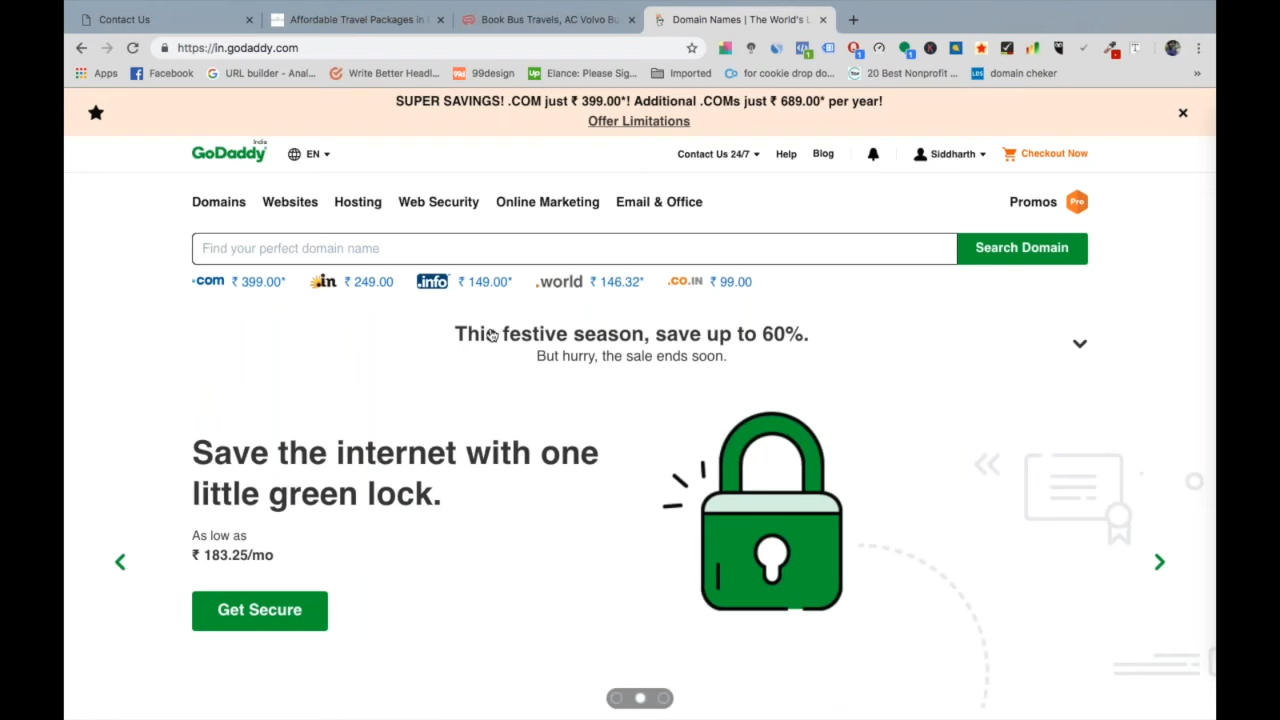 Contact Us
Affordable Travel Packages in
Book Bus Travels, AC Volvo Bu
Domain Names | The World's L
https://in.godaddy.com
Apps
Facebook
URL builder - Anal...
Write Better Headl...
99design
Elance: Please Sig...
Imported
for cookie drop do...
20 Best Nonprofit ...
domain cheker
SUPER SAVINGS! .COM just ₹ 399.00*! Additional .COMs just ₹ 689.00* per year!
Offer Limitations
GoDaddy India
EN
Contact Us 24/7
Help
Blog
Siddharth
Checkout Now
Domains
Websites
Hosting
Web Security
Online Marketing
Email & Office
Promos
Pro
Find your perfect domain name
Search Domain
.com ₹ 399.00*
.in ₹ 249.00
.info ₹ 149.00*
.world ₹ 146.32*
.CO.IN ₹ 99.00
This festive season, save up to 60%.
But hurry, the sale ends soon.
Save the internet with one
little green lock.
As low as
₹ 183.25/mo
Get Secure